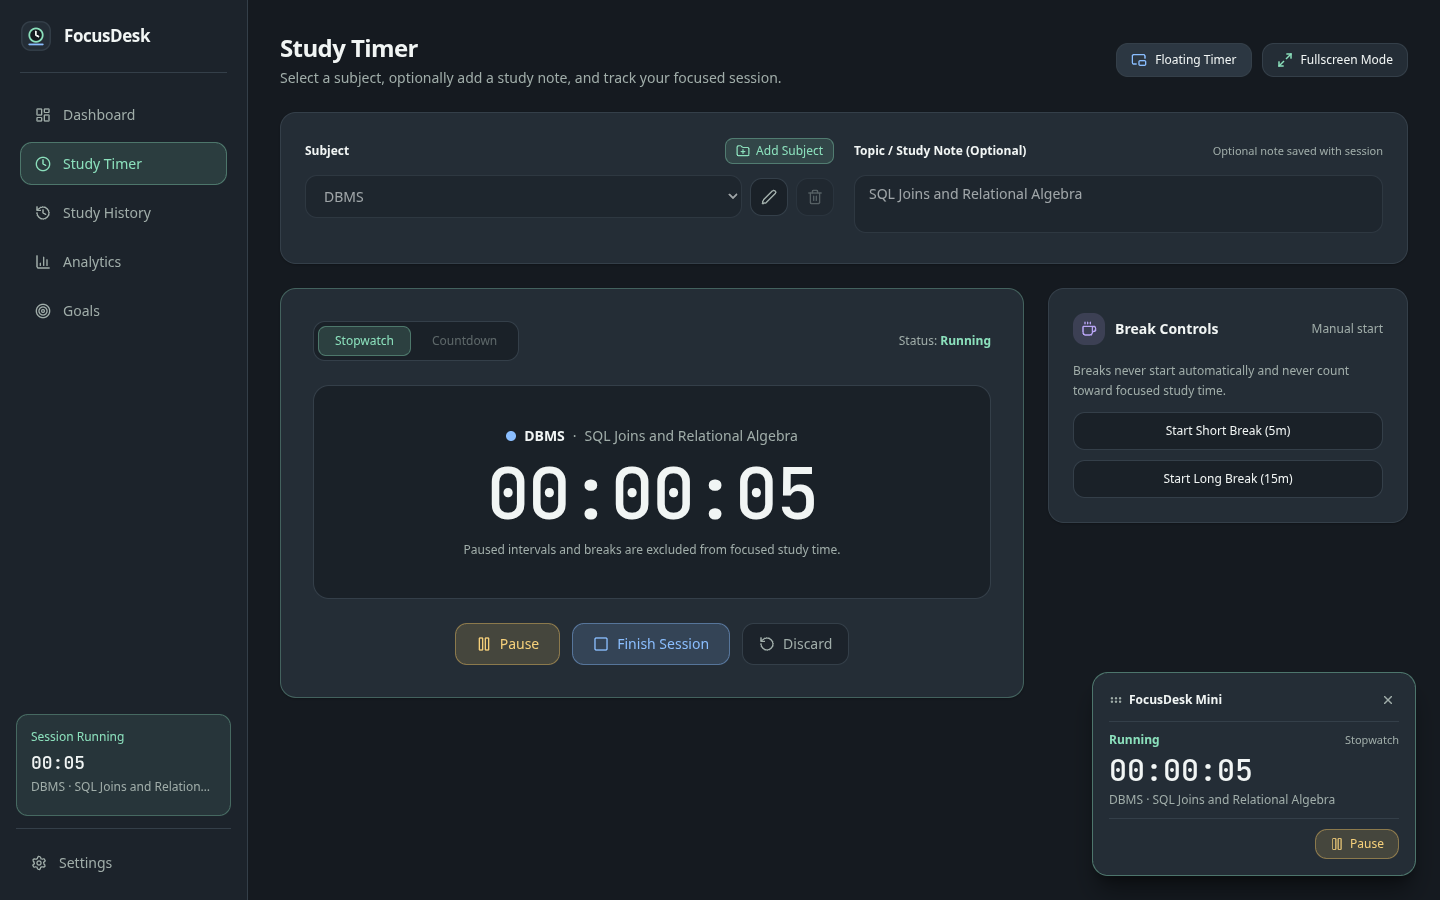 FocusDesk
Dashboard
Study Timer
Study History
Analytics
Goals
Session Running
00:05
DBMS · SQL Joins and Relation...
Settings
Study Timer
Select a subject, optionally add a study note, and track your focused session.
Floating Timer
Fullscreen Mode
Subject
Add Subject
DBMS
Topic / Study Note (Optional)
Optional note saved with session
SQL Joins and Relational Algebra
Stopwatch
Countdown
Status: Running
DBMS · SQL Joins and Relational Algebra
00:00:05
Paused intervals and breaks are excluded from focused study time.
Pause
Finish Session
Discard
Break Controls
Manual start
Breaks never start automatically and never count
toward focused study time.
Start Short Break (5m)
Start Long Break (15m)
FocusDesk Mini
Running
Stopwatch
00:00:05
DBMS · SQL Joins and Relational Algebra
Pause